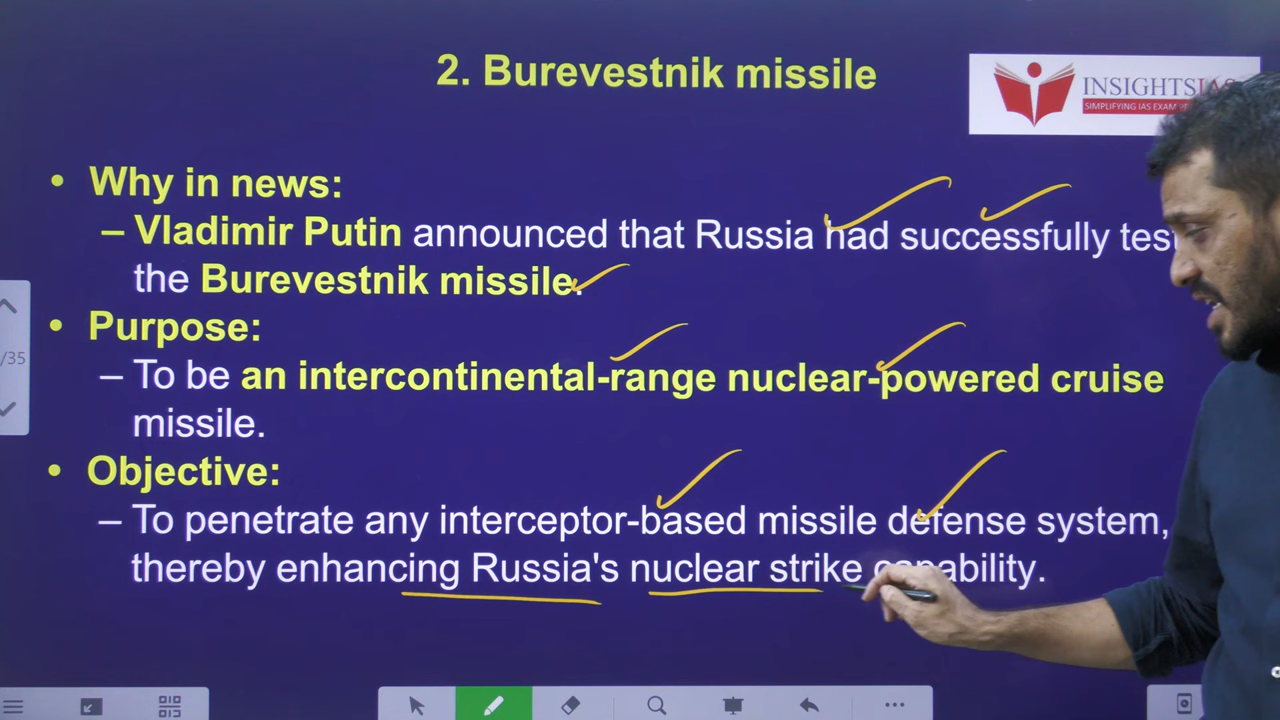 2. Burevestnik missile
INSIGHTSIAS
SIMPLIFYING IAS EXAM
• Why in news:
– Vladimir Putin announced that Russia had successfully test
the Burevestnik missile.
• Purpose:
– To be an intercontinental-range nuclear-powered cruise
missile.
/35
• Objective:
– To penetrate any interceptor-based missile defense system,
thereby enhancing Russia's nuclear strike capability.